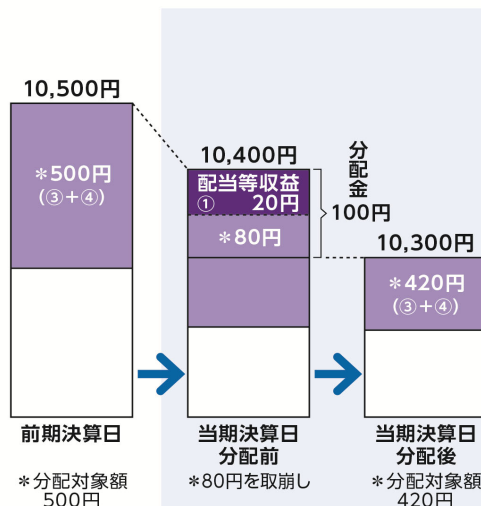 10,500円
＊500円
(③＋④)
前期決算日
＊分配対象額
500円
10,400円
配当等収益
① 20円
＊80円
分配金
100円
当期決算日
分配前
＊80円を取崩し
10,300円
＊420円
(③＋④)
当期決算日
分配後
＊分配対象額
420円